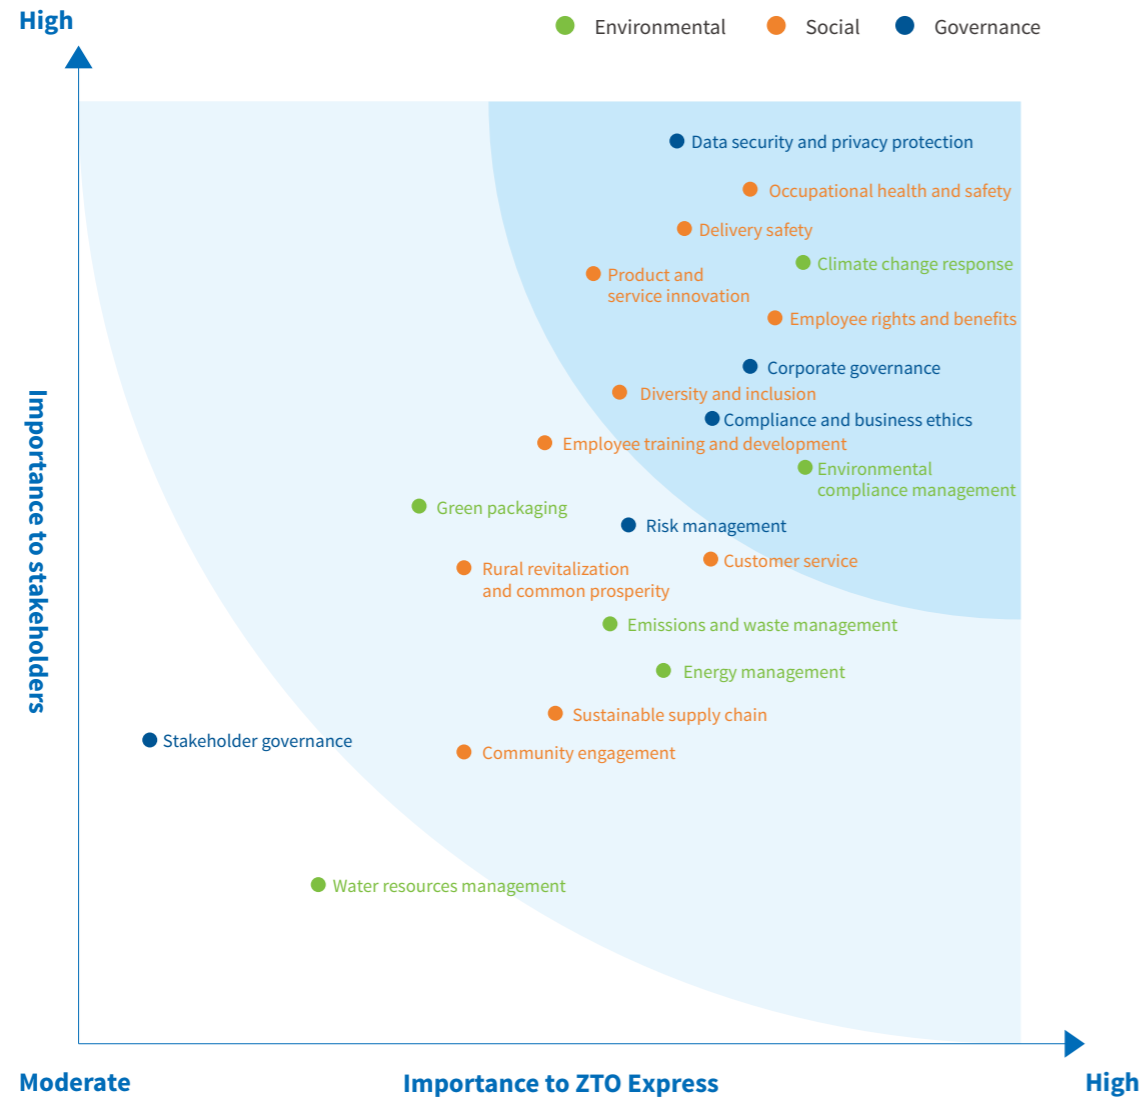 High
Environmental
Social
Governance
Data security and privacy protection
Occupational health and safety
Delivery safety
Climate change response
Product and
service innovation
Employee rights and benefits
Corporate governance
Diversity and inclusion
Compliance and business ethics
Employee training and development
Environmental
compliance management
Green packaging
Risk management
Customer service
Rural revitalization
and common prosperity
Emissions and waste management
Energy management
Sustainable supply chain
Stakeholder governance
Community engagement
Water resources management
Importance to stakeholders
Moderate
Importance to ZTO Express
High